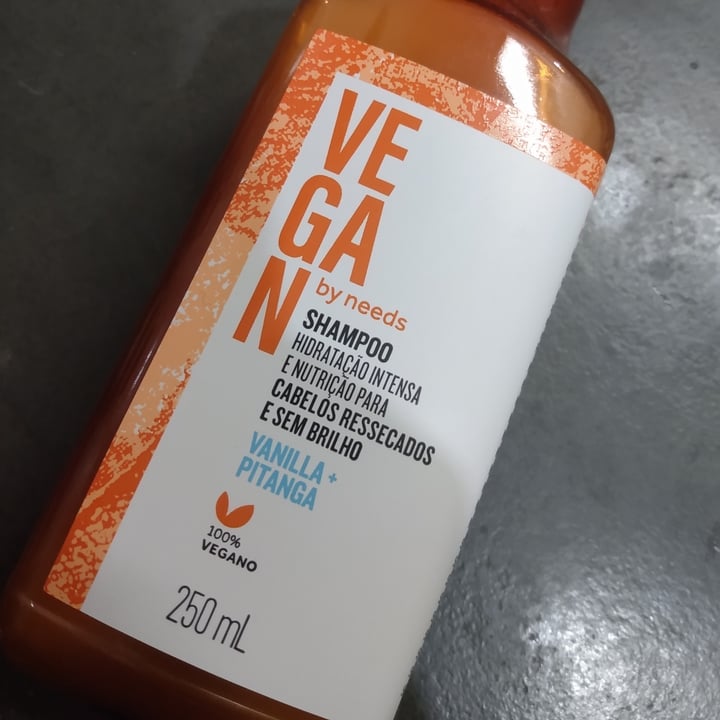 VE
GA
N
by needs
SHAMPOO
HIDRATAÇÃO INTENSA
E NUTRIÇÃO PARA
CABELOS RESSECADOS
E SEM BRILHO
VANILLA +
PITANGA
100%
VEGANO
250 mL